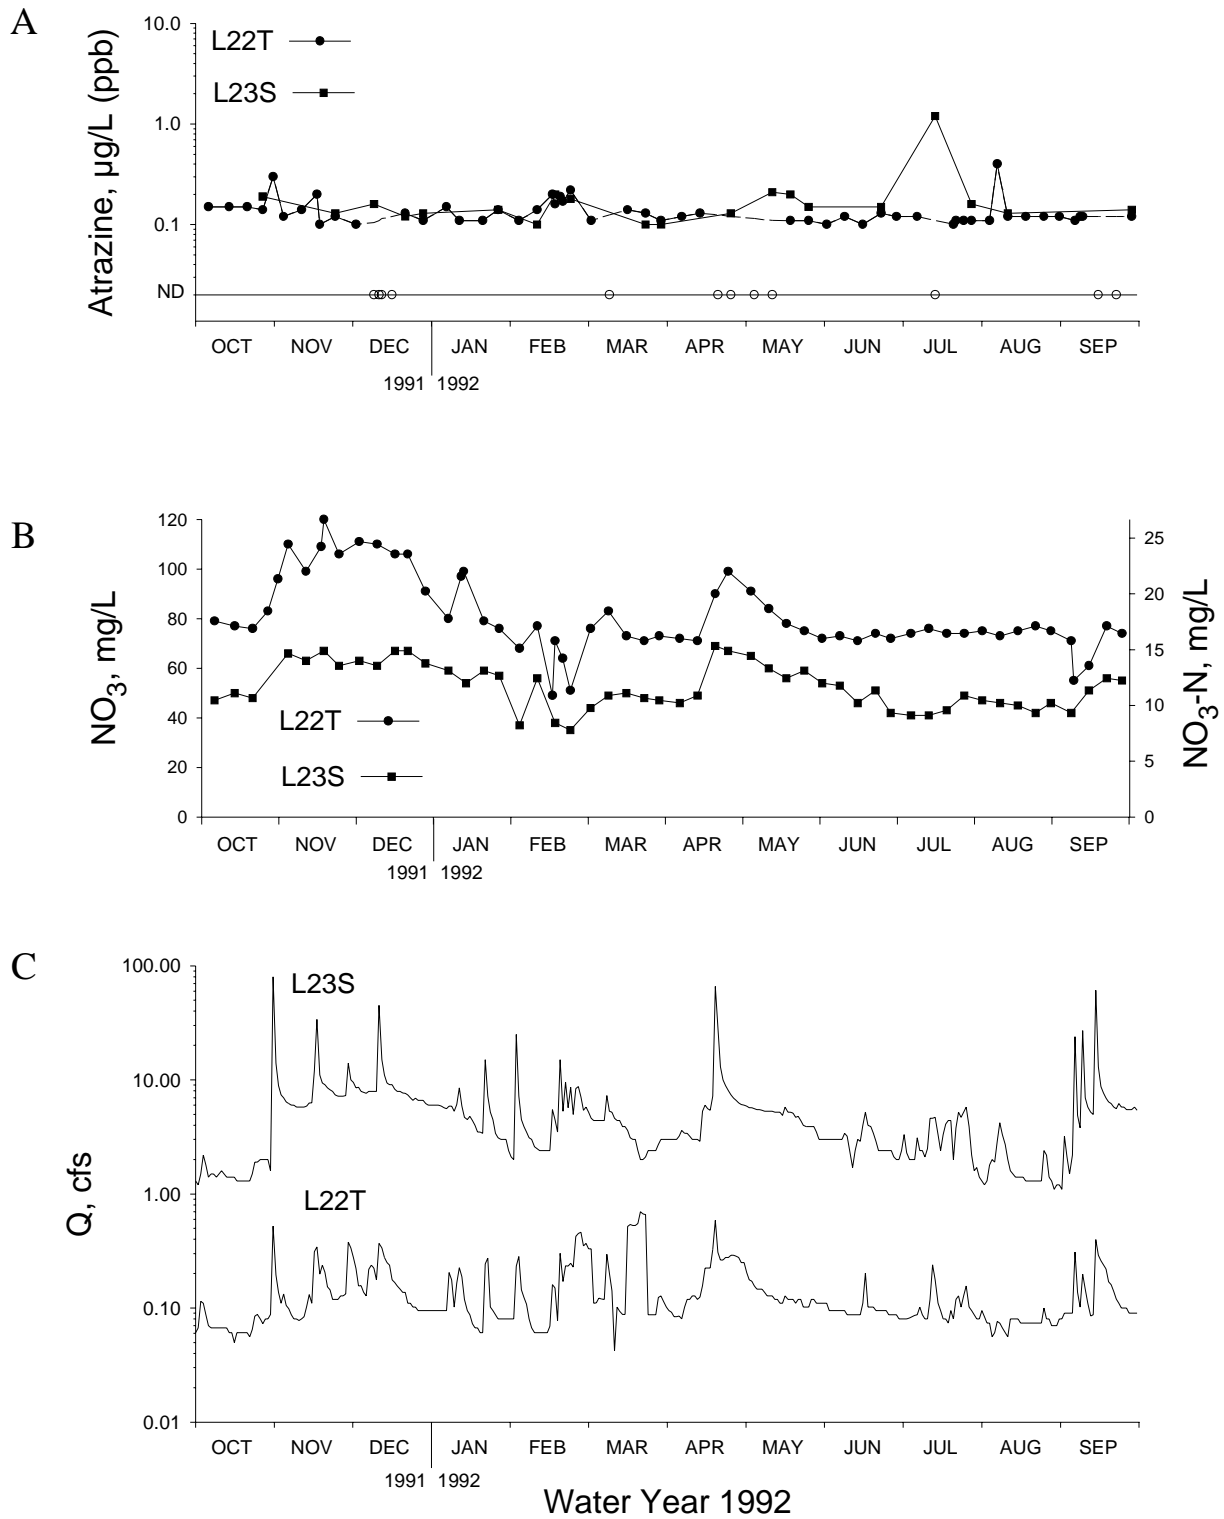 A
Atrazine, µg/L (ppb)
10.0
1.0
0.1
ND
L22T
L23S
OCT NOV DEC JAN FEB MAR APR MAY JUN JUL AUG SEP
1991 1992
B
NO3, mg/L
120
100
80
60
40
20
0
L22T
L23S
25
20
15
10
5
0
NO3-N, mg/L
OCT NOV DEC JAN FEB MAR APR MAY JUN JUL AUG SEP
1991 1992
C
Q, cfs
100.00
10.00
1.00
0.10
0.01
L23S
L22T
OCT NOV DEC JAN FEB MAR APR MAY JUN JUL AUG SEP
1991 1992
Water Year 1992